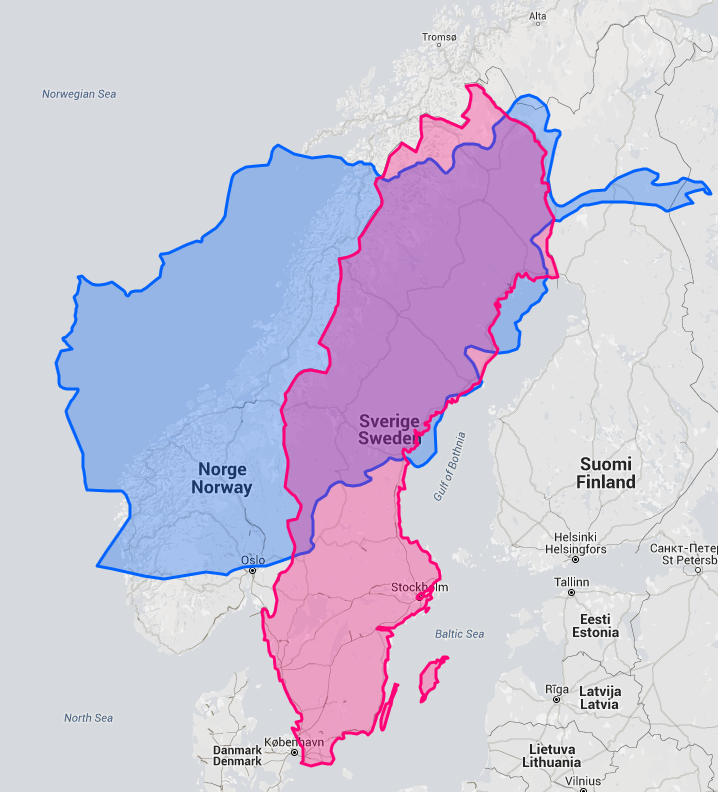 Alta
Tromsø
Norwegian Sea
Sverige
Sweden
Norge
Norway
Gulf of Bothnia
Suomi
Finland
Helsinki
Helsingfors
Oslo
Санкт-Пете
St Petersb
Tallinn
Stockholm
Eesti
Estonia
Baltic Sea
Rīga
Latvija
Latvia
North Sea
København
Danmark
Denmark
Lietuva
Lithuania
Vilnius